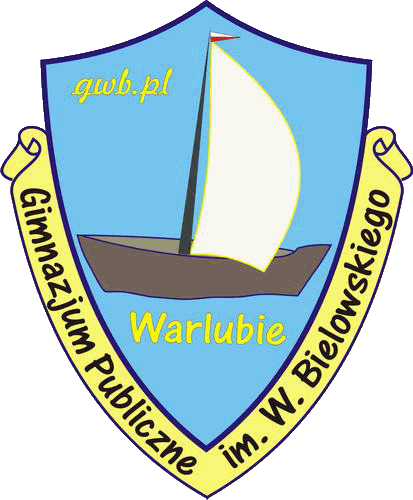 gwb.pl
Warlubie
Gimnazjum Publiczne
im. W. Bielowskiego